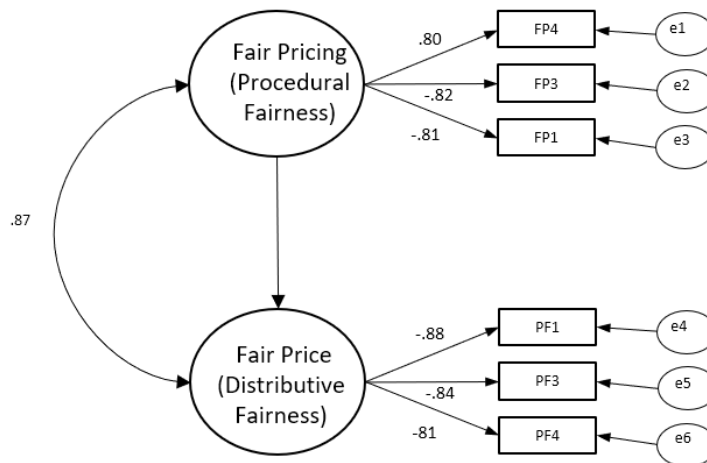 Fair Pricing
(Procedural
Fairness)
.80
-.82
-.81
FP4
FP3
FP1
e1
e2
e3
.87
Fair Price
(Distributive
Fairness)
-.88
-.84
-81
PF1
PF3
PF4
e4
e5
e6